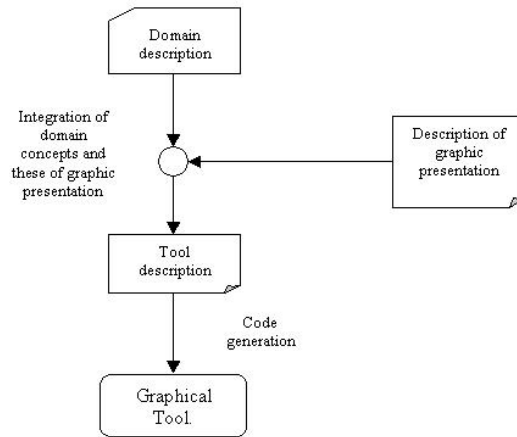 Domain
description
Integration of
domain
concepts and
these of graphic
presentation
Description of
graphic
presentation
Tool
description
Code
generation
Graphical
Tool.